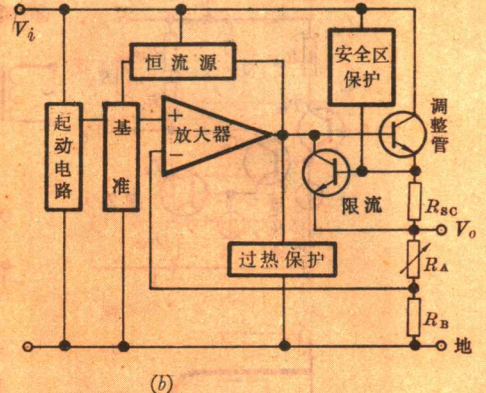 Vi
恒流源
安全区
保护
起动电路
基准
+
放大器
−
调整管
限流
RSC
Vo
过热保护
RA
RB
地
(b)